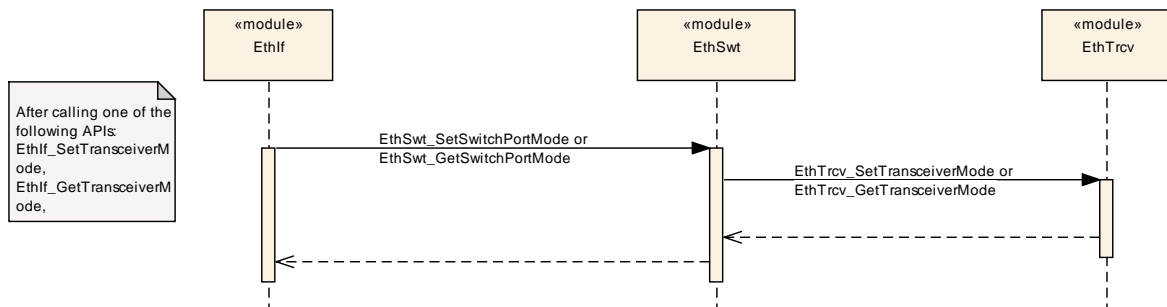 «module»
EthIf
«module»
EthSwt
«module»
EthTrcv
After calling one of the
following APIs:
EthIf_SetTransceiverM
ode,
EthIf_GetTransceiverM
ode,
EthSwt_SetSwitchPortMode or
EthSwt_GetSwitchPortMode
EthTrcv_SetTransceiverMode or
EthTrcv_GetTransceiverMode